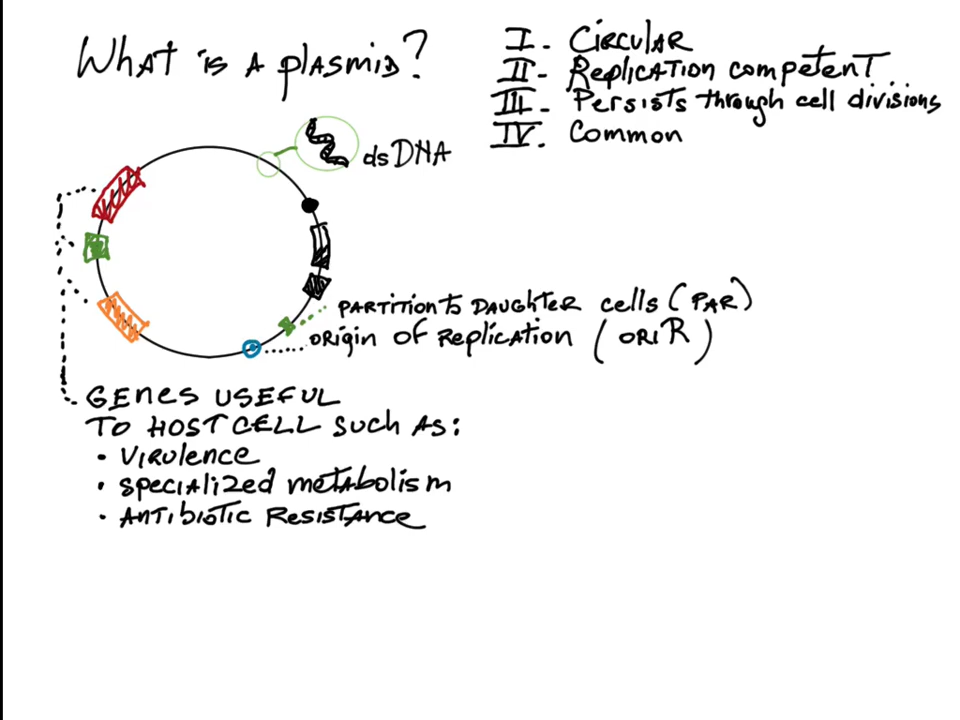 What is a plasmid?
I. Circular
II. Replication competent
III. Persists through cell divisions
IV. Common
dsDNA
Partition to Daughter cells (PAR)
Origin of Replication (ORIR)
Genes useful
to host cell such as:
• Virulence
• Specialized metabolism
• Antibiotic Resistance